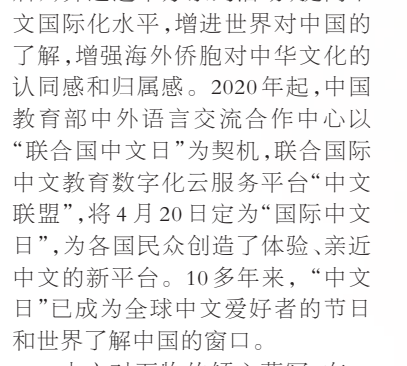 文国际化水平,增进世界对中国的
了解,增强海外侨胞对中华文化的
认同感和归属感。2020年起,中国
教育部中外语言交流合作中心以
“联合国中文日”为契机,联合国际
中文教育数字化云服务平台“中文
联盟”,将4月20日定为“国际中文
日”,为各国民众创造了体验、亲近
中文的新平台。10多年来，“中文
日”已成为全球中文爱好者的节日
和世界了解中国的窗口。